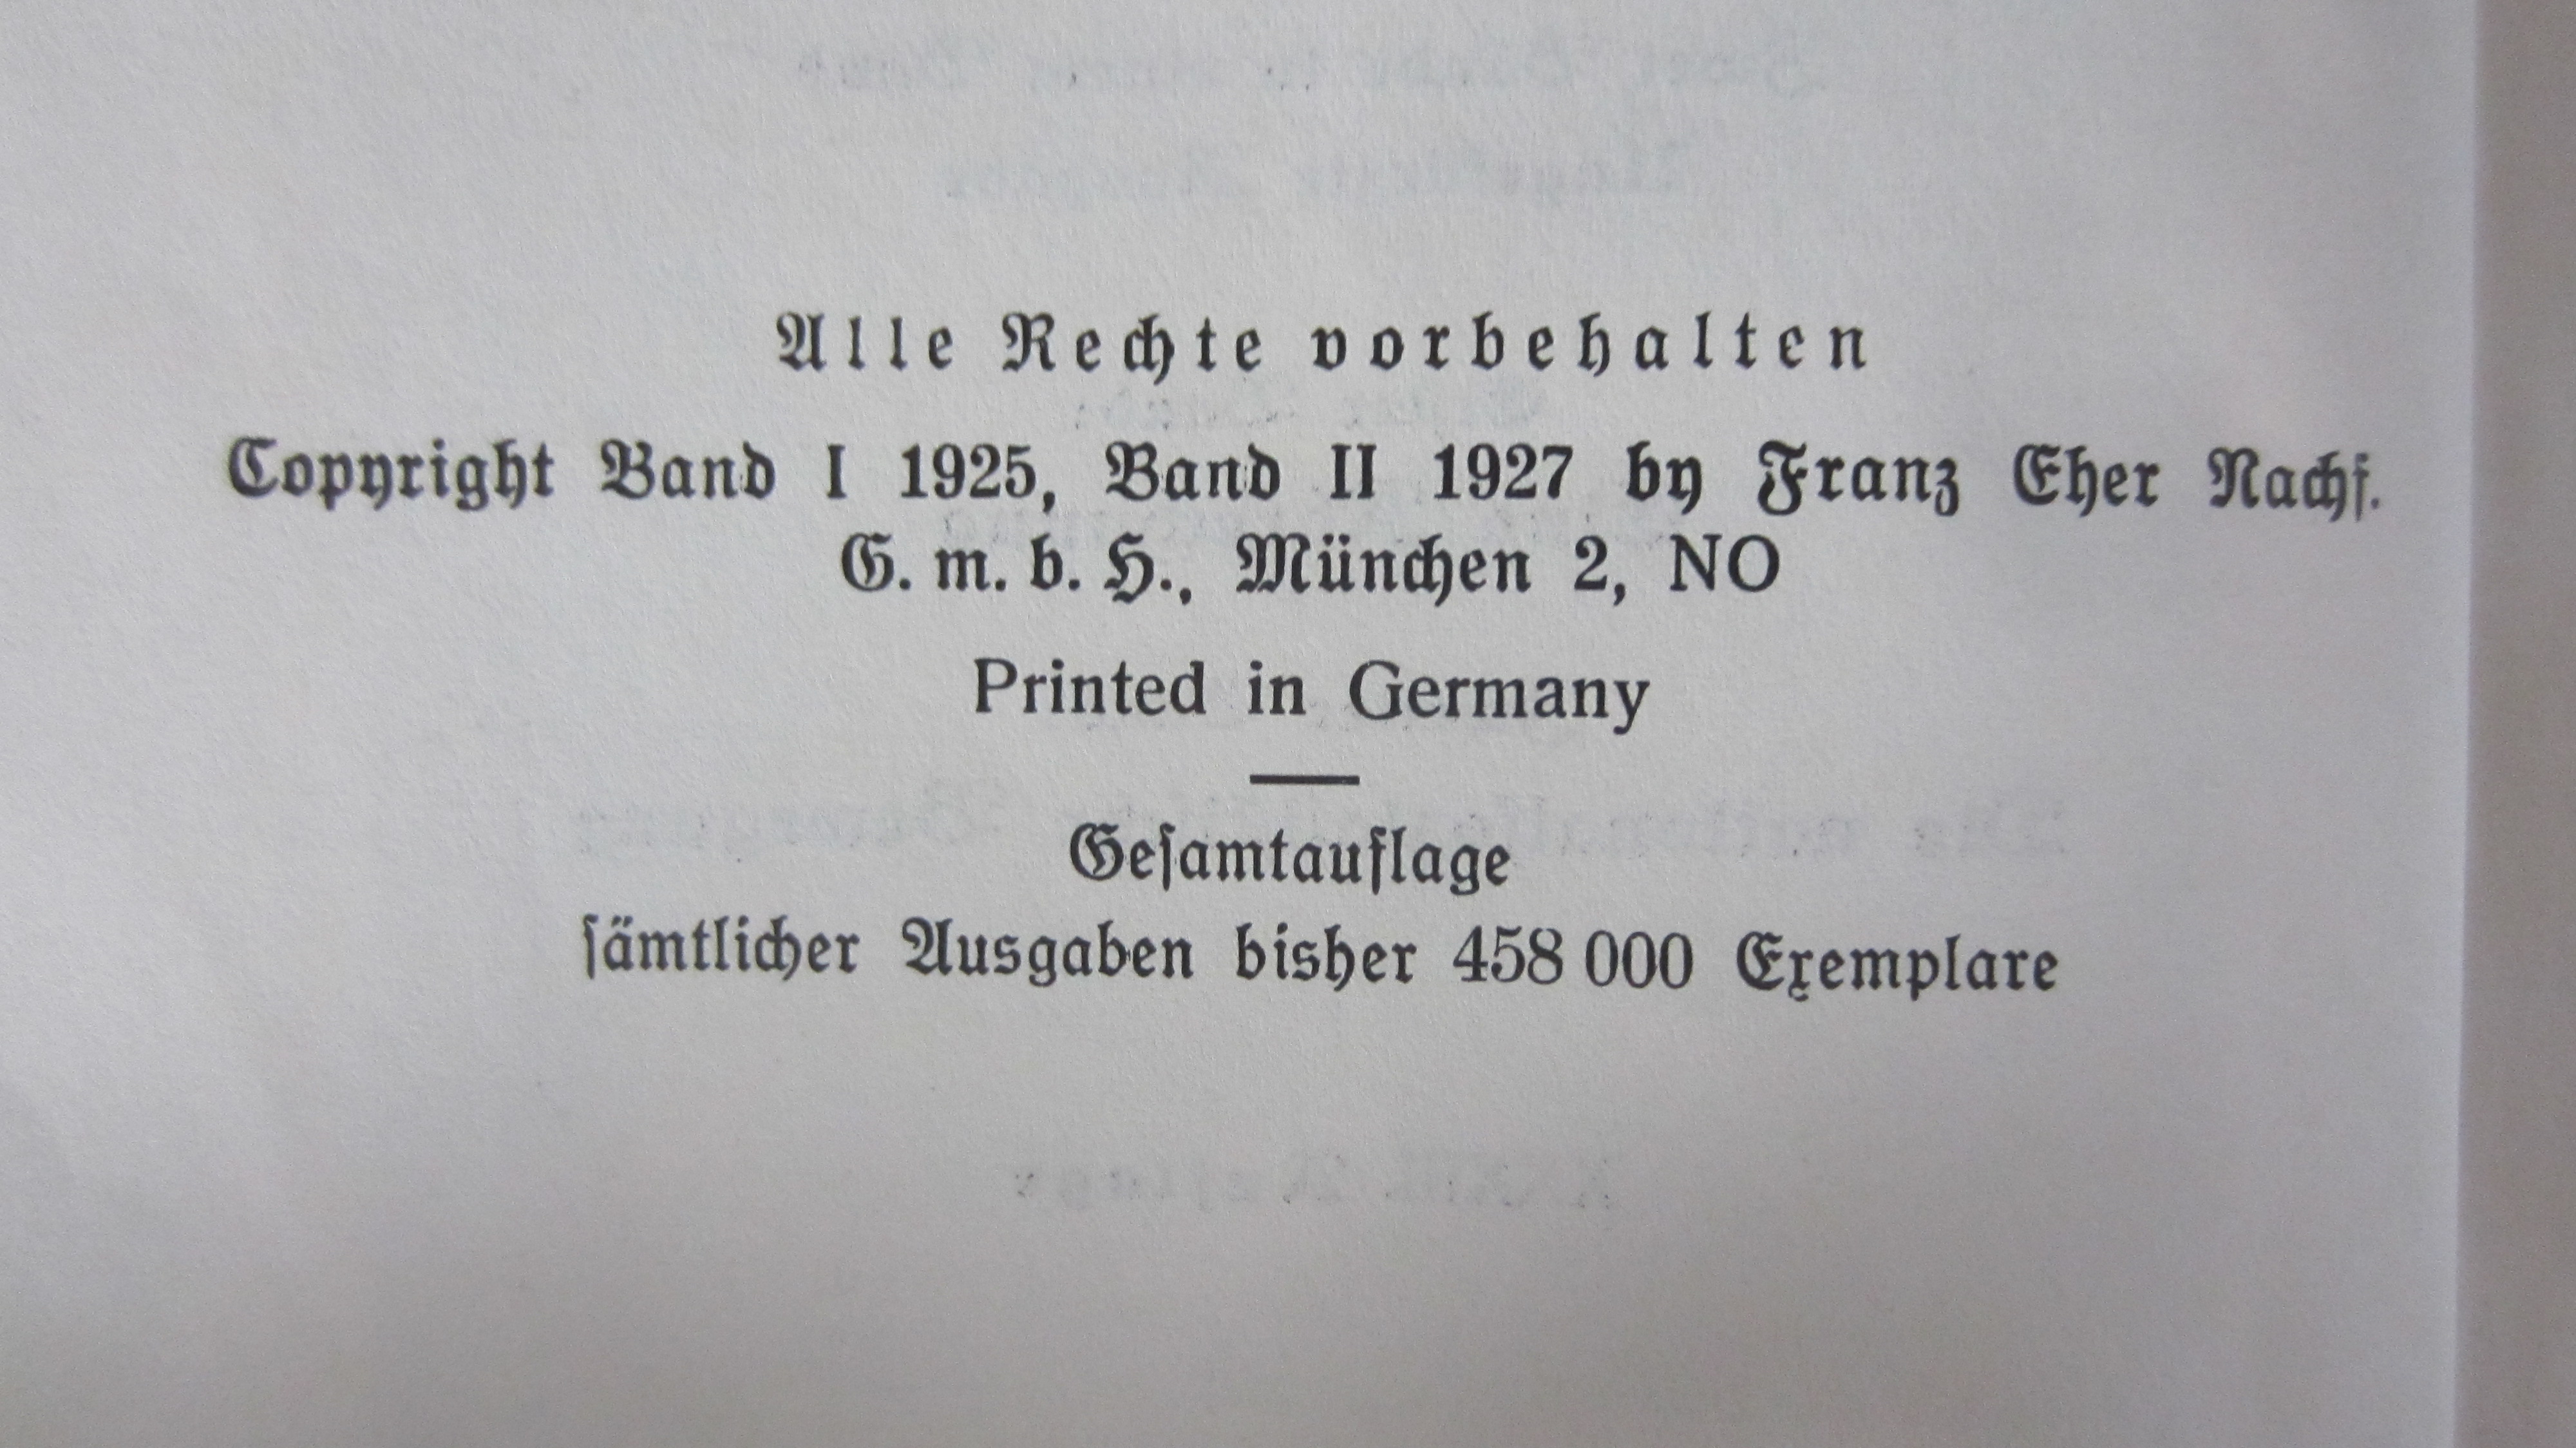 Alle Rechte vorbehalten
Copyright Band I 1925, Band II 1927 by Franz Eher Nachf.
G. m. b. H., München 2, NO
Printed in Germany
Geſamtauflage
ſämtlicher Ausgaben bisher 458 000 Exemplare